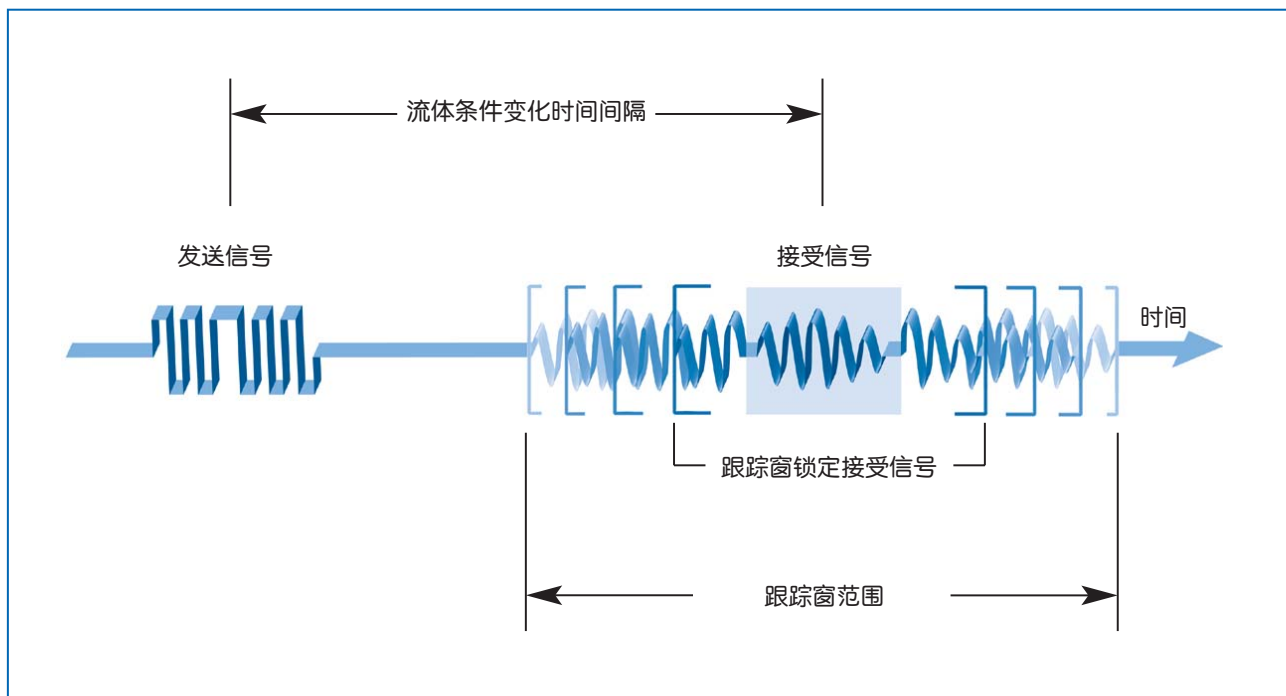 流体条件变化时间间隔
发送信号
接受信号
时间
跟踪窗锁定接受信号
跟踪窗范围